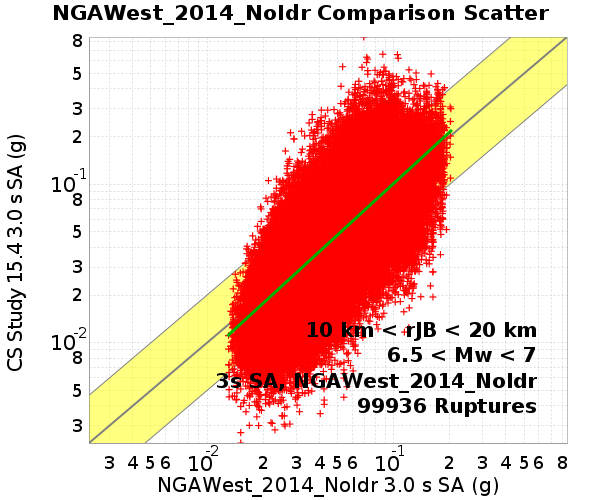 NGAWest_2014_NoIdr Comparison Scatter
CS Study 15.4 3.0 s SA (g)
8
5
3
2
10-1
8
5
3
2
10-2
8
5
3
10 km < rJB < 20 km
6.5 < Mw < 7
3s SA, NGAWest_2014_NoIdr
99936 Ruptures
3 4 5 6 10-2 2 3 4 5 6 10-1 2 3 4 5 6 8
NGAWest_2014_NoIdr 3.0 s SA (g)